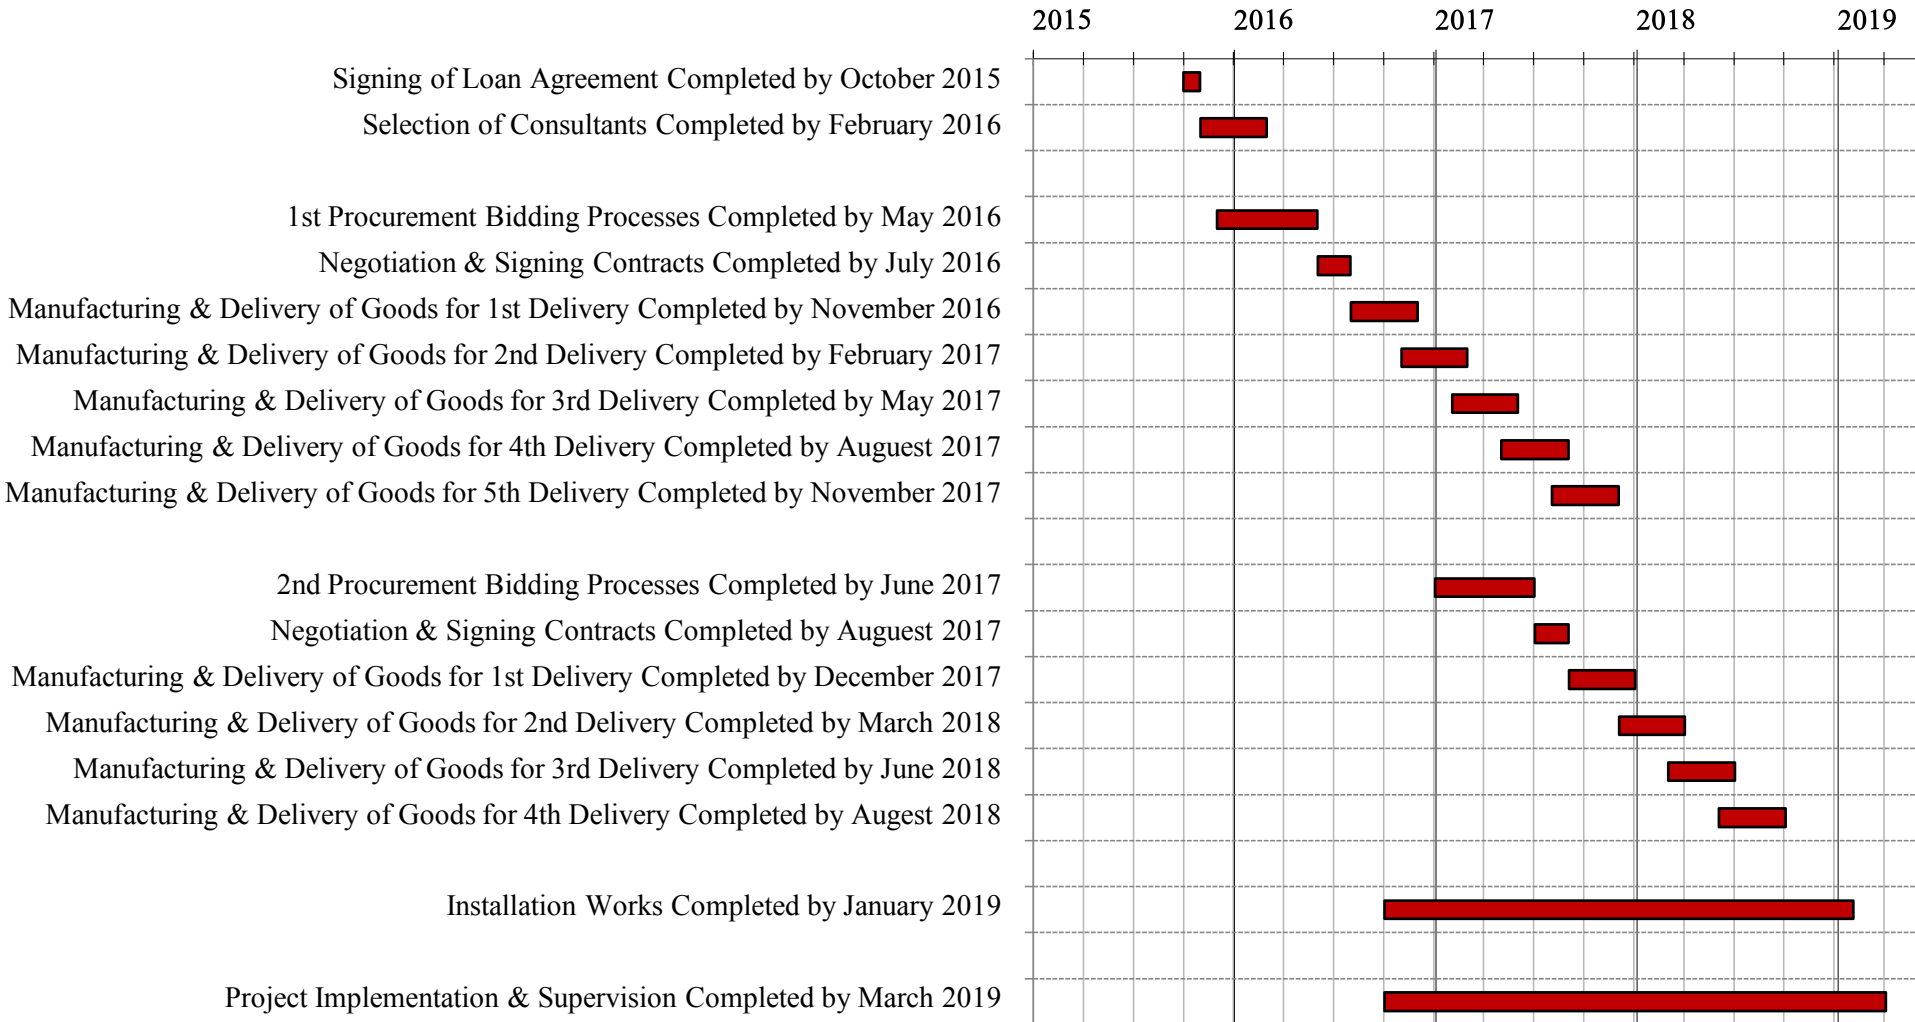 2015 2016 2017 2018 2019
Signing of Loan Agreement Completed by October 2015
Selection of Consultants Completed by February 2016
1st Procurement Bidding Processes Completed by May 2016
Negotiation & Signing Contracts Completed by July 2016
Manufacturing & Delivery of Goods for 1st Delivery Completed by November 2016
Manufacturing & Delivery of Goods for 2nd Delivery Completed by February 2017
Manufacturing & Delivery of Goods for 3rd Delivery Completed by May 2017
Manufacturing & Delivery of Goods for 4th Delivery Completed by Auguest 2017
Manufacturing & Delivery of Goods for 5th Delivery Completed by November 2017
2nd Procurement Bidding Processes Completed by June 2017
Negotiation & Signing Contracts Completed by Auguest 2017
Manufacturing & Delivery of Goods for 1st Delivery Completed by December 2017
Manufacturing & Delivery of Goods for 2nd Delivery Completed by March 2018
Manufacturing & Delivery of Goods for 3rd Delivery Completed by June 2018
Manufacturing & Delivery of Goods for 4th Delivery Completed by Augest 2018
Installation Works Completed by January 2019
Project Implementation & Supervision Completed by March 2019